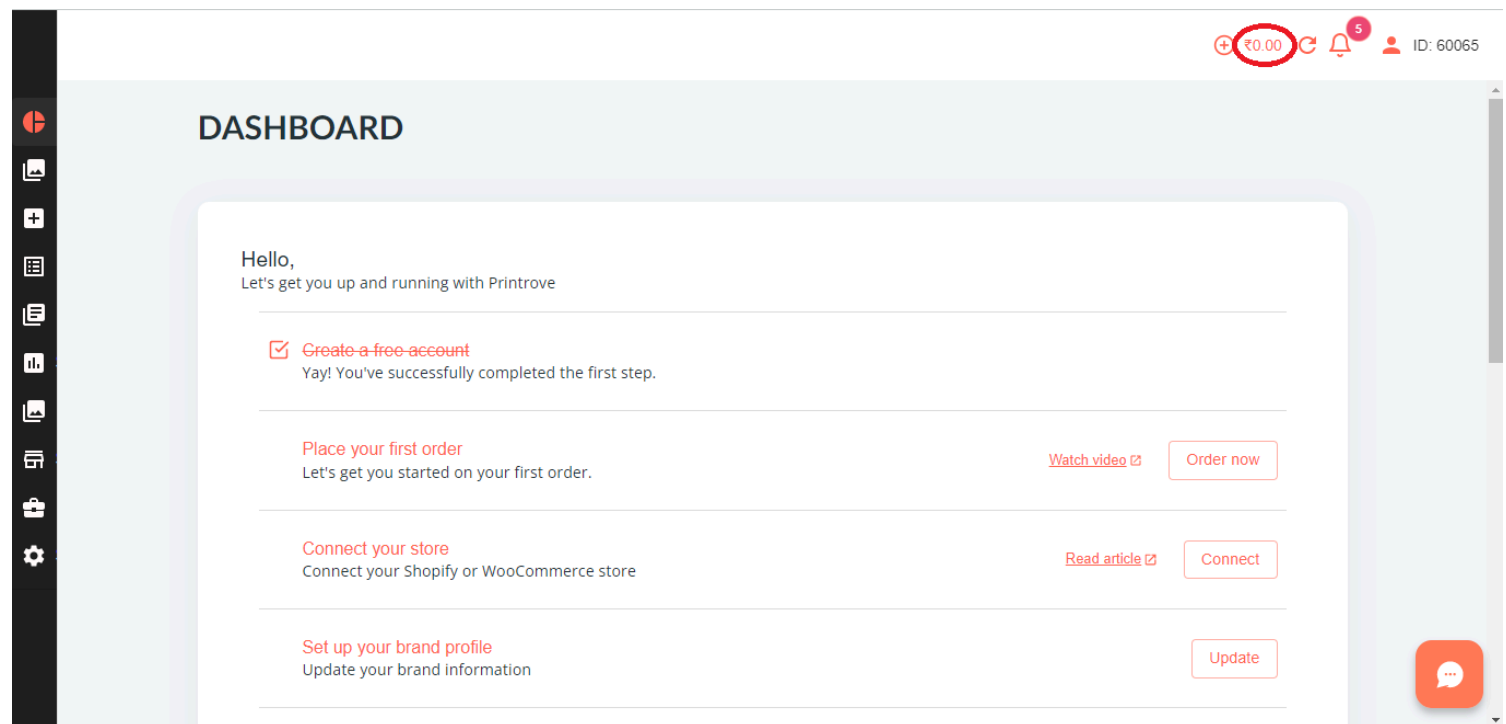 ₹0.00
5
ID: 60065
DASHBOARD
Hello,
Let's get you up and running with Printrove
Create a free account
Yay! You've successfully completed the first step.
Place your first order
Let's get you started on your first order.
Watch video
Order now
Connect your store
Connect your Shopify or WooCommerce store
Read article
Connect
Set up your brand profile
Update your brand information
Update